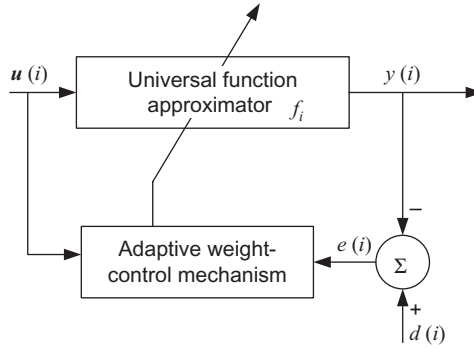 u (i)
Universal function
approximator f_i
y (i)
−
Adaptive weight-
control mechanism
e (i)
Σ
+
d (i)